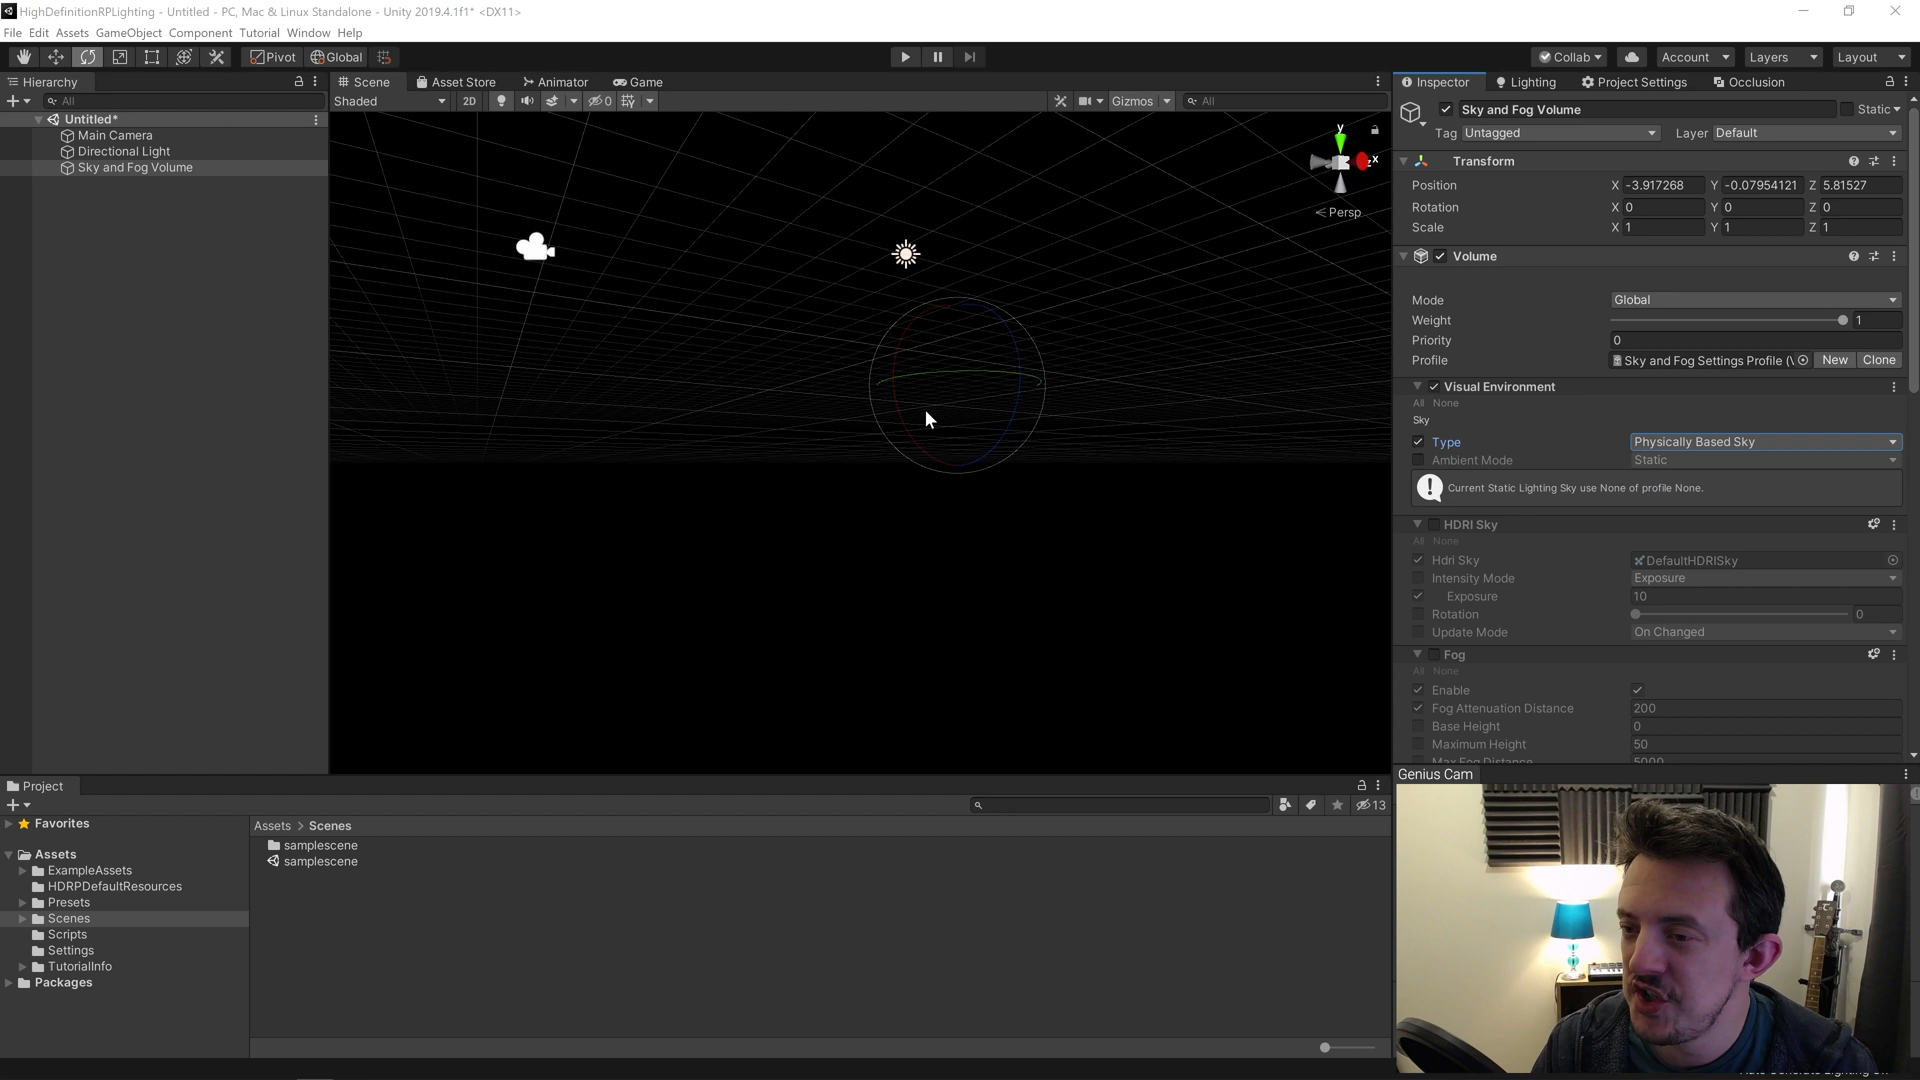 HighDefinitionRPLighting - Untitled - PC, Mac & Linux Standalone - Unity 2019.4.1f1* <DX11>
File Edit Assets GameObject Component Tutorial Window Help
Pivot Global Collab Account Layers Layout
Hierarchy
All
Untitled*
Main Camera
Directional Light
Sky and Fog Volume
Scene Asset Store Animator Game
Shaded 2D 0 Gizmos All
y
x
Persp
Inspector Lighting Project Settings Occlusion
Sky and Fog Volume Static
Tag Untagged Layer Default
Transform
Position X -3.917268 Y -0.07954121 Z 5.81527
Rotation X 0 Y 0 Z 0
Scale X 1 Y 1 Z 1
Volume
Mode Global
Weight 1
Priority 0
Profile Sky and Fog Settings Profile (V New Clone
Visual Environment
All None
Sky
Type Physically Based Sky
Ambient Mode Static
Current Static Lighting Sky use None of profile None.
HDRI Sky
All None
Hdri Sky DefaultHDRISky
Intensity Mode Exposure
Exposure 10
Rotation 0
Update Mode On Changed
Fog
All None
Enable
Fog Attenuation Distance 200
Base Height 0
Maximum Height 50
Max Fog Distance 5000
Genius Cam
Project
13
Favorites
Assets
ExampleAssets
HDRPDefaultResources
Presets
Scenes
Scripts
Settings
TutorialInfo
Packages
Assets > Scenes
samplescene
samplescene